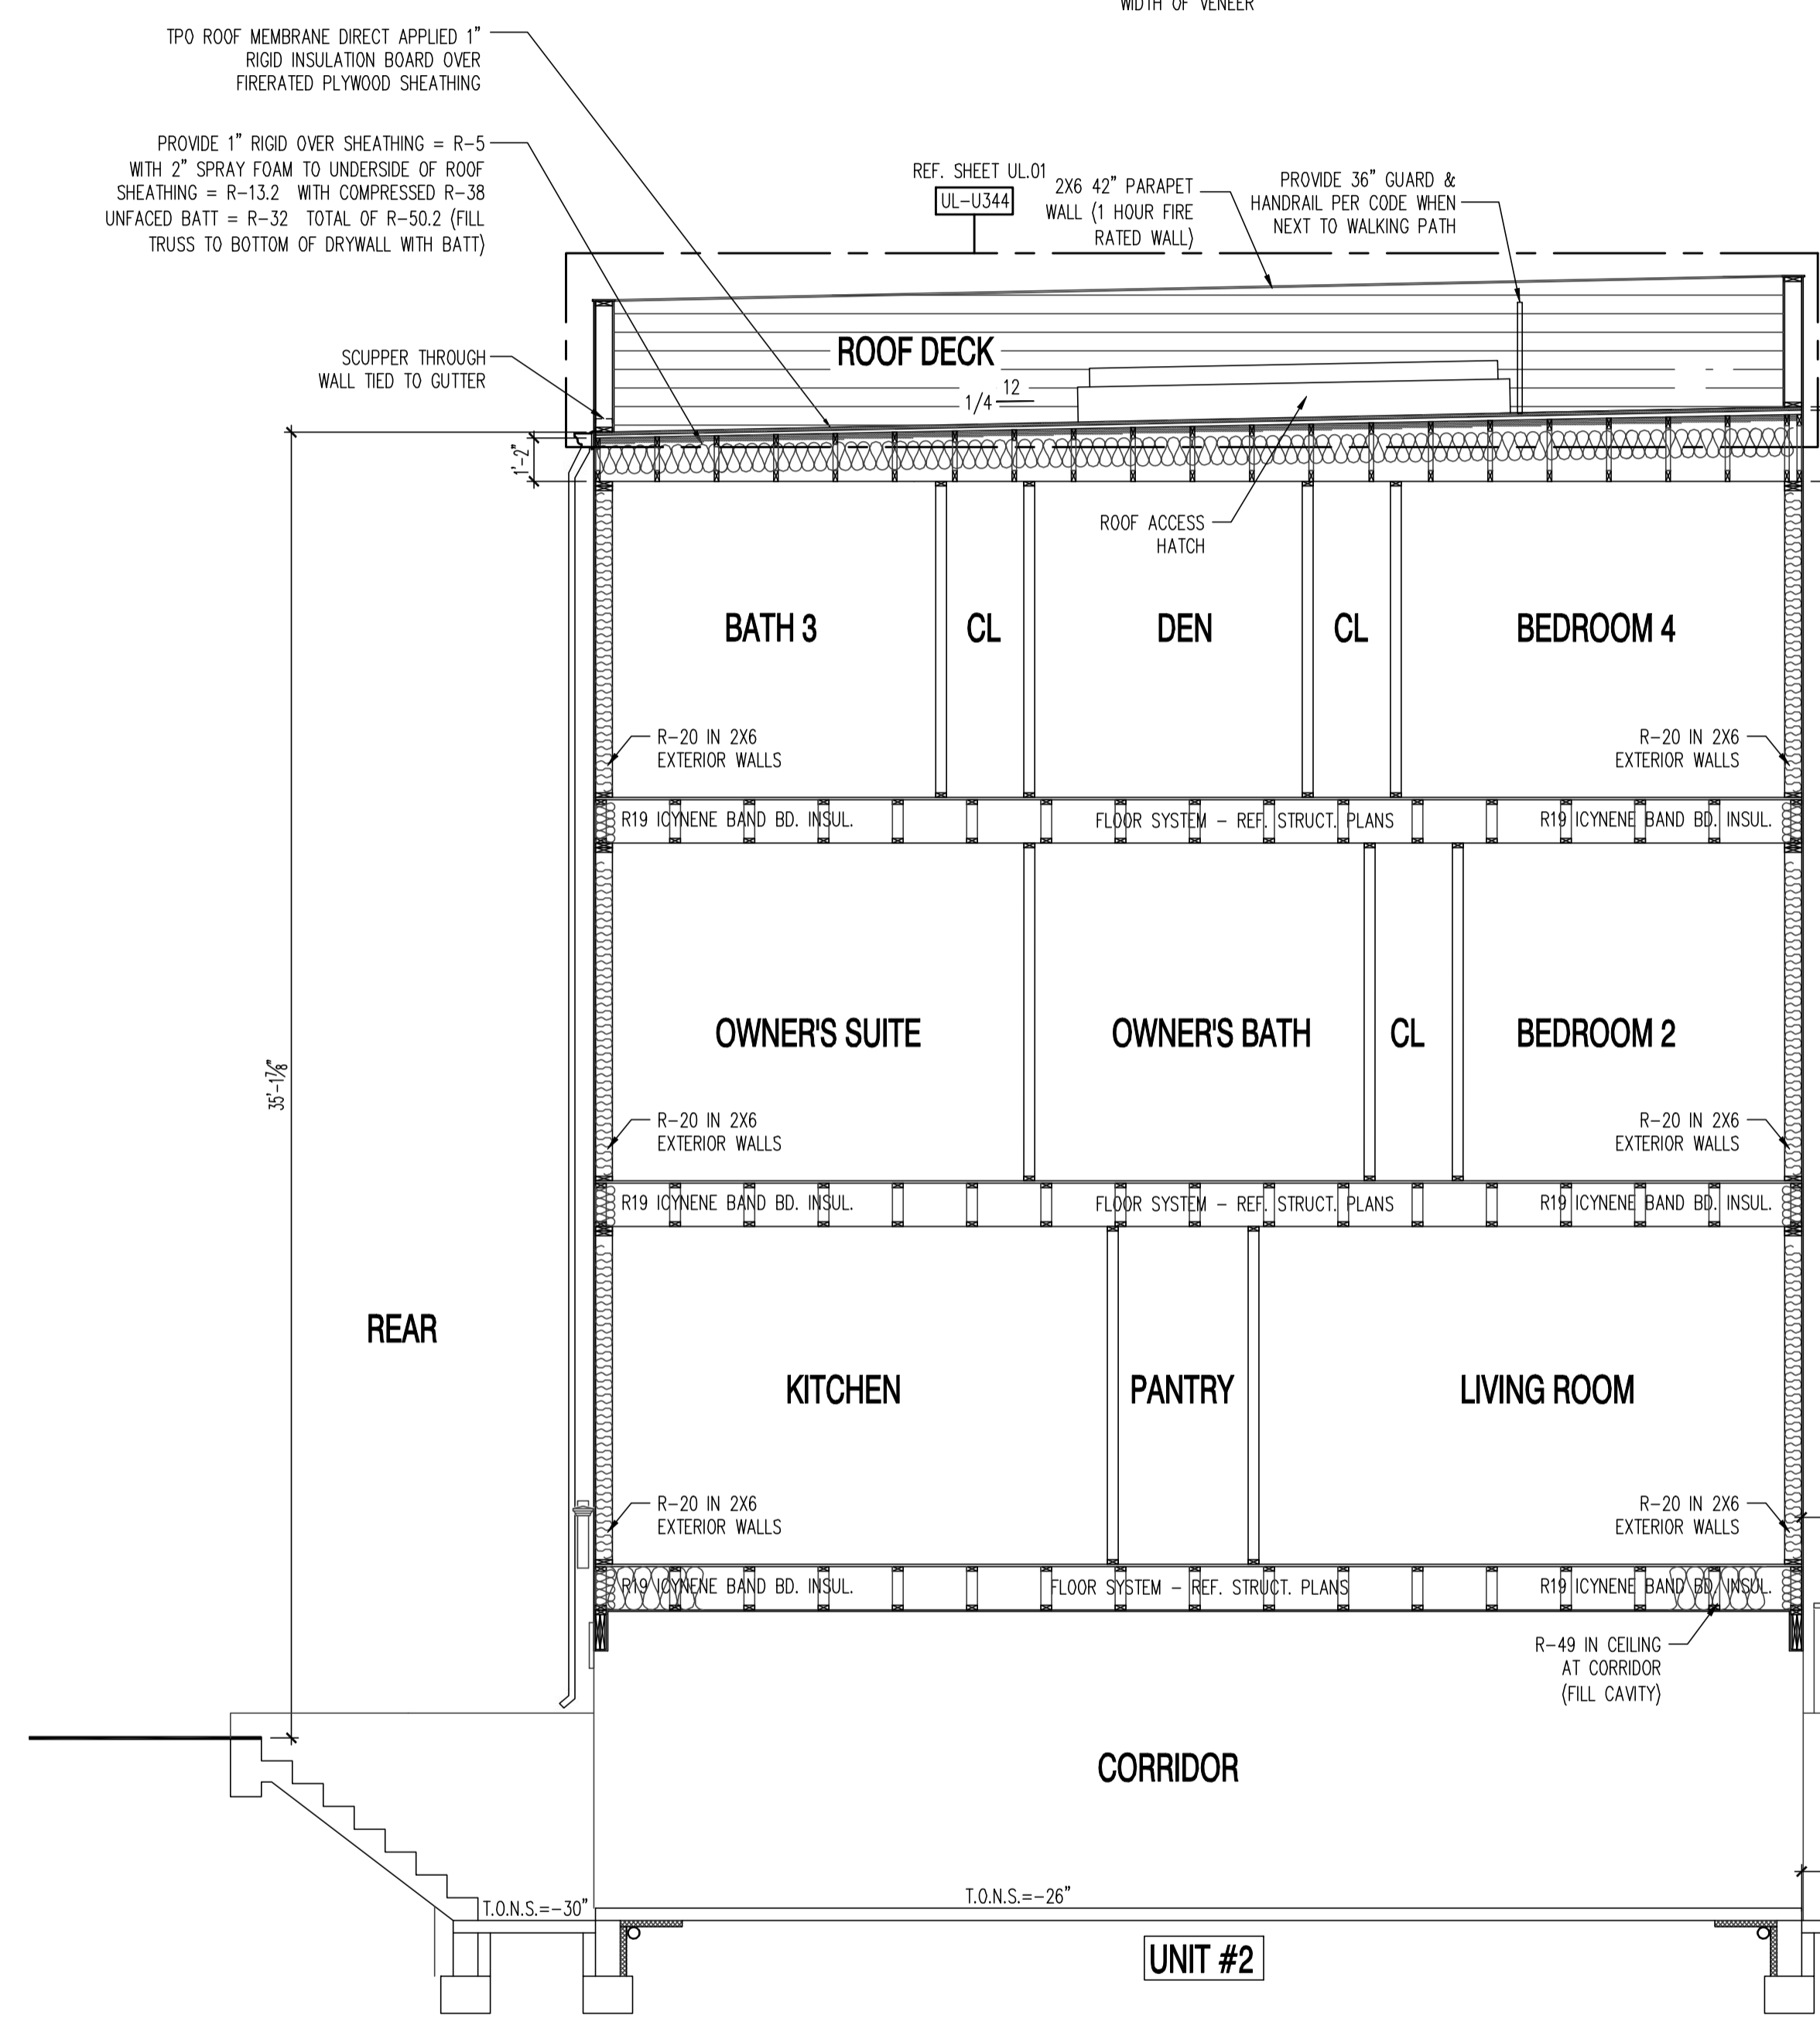 WIDTH OF VENEER
TPO ROOF MEMBRANE DIRECT APPLIED 1"
RIGID INSULATION BOARD OVER
FIRERATED PLYWOOD SHEATHING
PROVIDE 1" RIGID OVER SHEATHING = R-5
WITH 2" SPRAY FOAM TO UNDERSIDE OF ROOF
SHEATHING = R-13.2 WITH COMPRESSED R-38
UNFACED BATT = R-32 TOTAL OF R-50.2 (FILL
TRUSS TO BOTTOM OF DRYWALL WITH BATT)
REF. SHEET UL.01
UL-U344
2X6 42" PARAPET
WALL (1 HOUR FIRE
RATED WALL)
PROVIDE 36" GUARD &
HANDRAIL PER CODE WHEN
NEXT TO WALKING PATH
SCUPPER THROUGH
WALL TIED TO GUTTER
ROOF DECK
12
1/4
1'-2"
ROOF ACCESS
HATCH
BATH 3
CL
DEN
CL
BEDROOM 4
R-20 IN 2X6
EXTERIOR WALLS
R-20 IN 2X6
EXTERIOR WALLS
R19 ICYNENE BAND BD. INSUL.
FLOOR SYSTEM - REF. STRUCT. PLANS
R19 ICYNENE BAND BD. INSUL.
OWNER'S SUITE
OWNER'S BATH
CL
BEDROOM 2
35'-1⅞"
R-20 IN 2X6
EXTERIOR WALLS
R-20 IN 2X6
EXTERIOR WALLS
R19 ICYNENE BAND BD. INSUL.
FLOOR SYSTEM - REF. STRUCT. PLANS
R19 ICYNENE BAND BD. INSUL.
REAR
KITCHEN
PANTRY
LIVING ROOM
R-20 IN 2X6
EXTERIOR WALLS
R-20 IN 2X6
EXTERIOR WALLS
R19 ICYNENE BAND BD. INSUL.
FLOOR SYSTEM - REF. STRUCT. PLANS
R19 ICYNENE BAND BD. INSUL.
R-49 IN CEILING
AT CORRIDOR
(FILL CAVITY)
CORRIDOR
T.O.N.S.=-30"
T.O.N.S.=-26"
UNIT #2